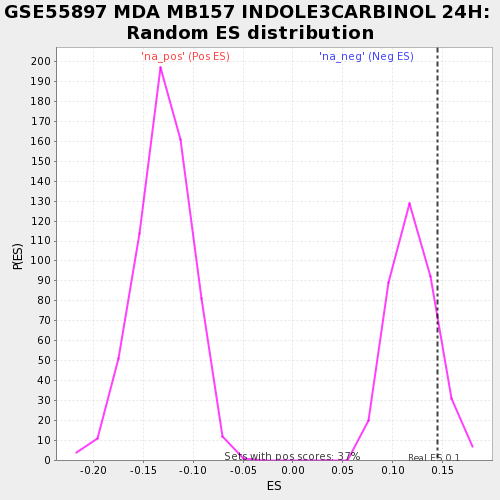 GSE55897 MDA MB157 INDOLE3CARBINOL 24H:
Random ES distribution
'na_pos' (Pos ES)
'na_neg' (Neg ES)
200
190
180
170
160
150
140
130
120
110
100
90
80
70
60
50
40
30
20
10
0
P(ES)
Sets with pos scores: 37%
Real ES 0.1
-0.20 -0.15 -0.10 -0.05 0.00 0.05 0.10 0.15
ES